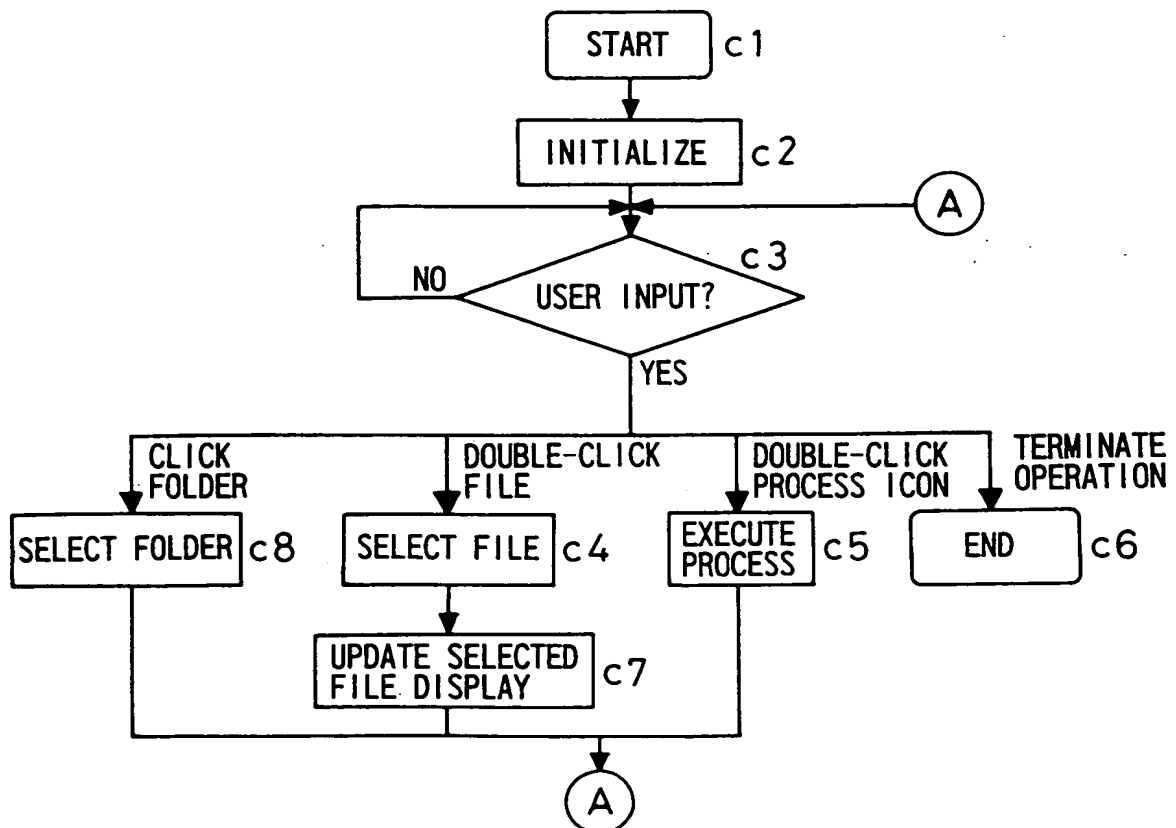 START c1
INITIALIZE c2
A
c3
NO USER INPUT?
YES
CLICK
FOLDER
DOUBLE-CLICK
FILE
DOUBLE-CLICK
PROCESS ICON
TERMINATE
OPERATION
SELECT FOLDER c8
SELECT FILE c4
EXECUTE
PROCESS
c5
END c6
UPDATE SELECTED
FILE DISPLAY
c7
A